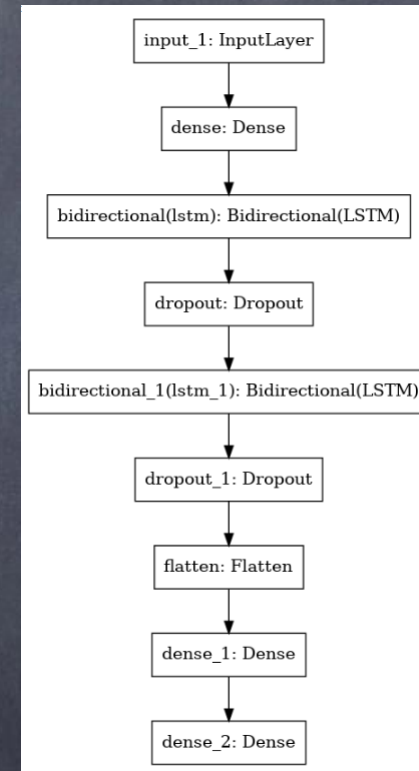 input_1: InputLayer
dense: Dense
bidirectional(lstm): Bidirectional(LSTM)
dropout: Dropout
bidirectional_1(lstm_1): Bidirectional(LSTM)
dropout_1: Dropout
flatten: Flatten
dense_1: Dense
dense_2: Dense